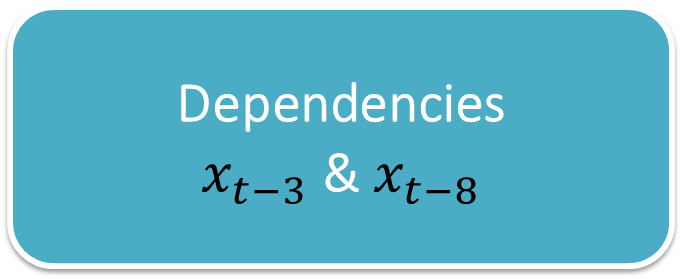 Dependencies
x_{t-3} & x_{t-8}